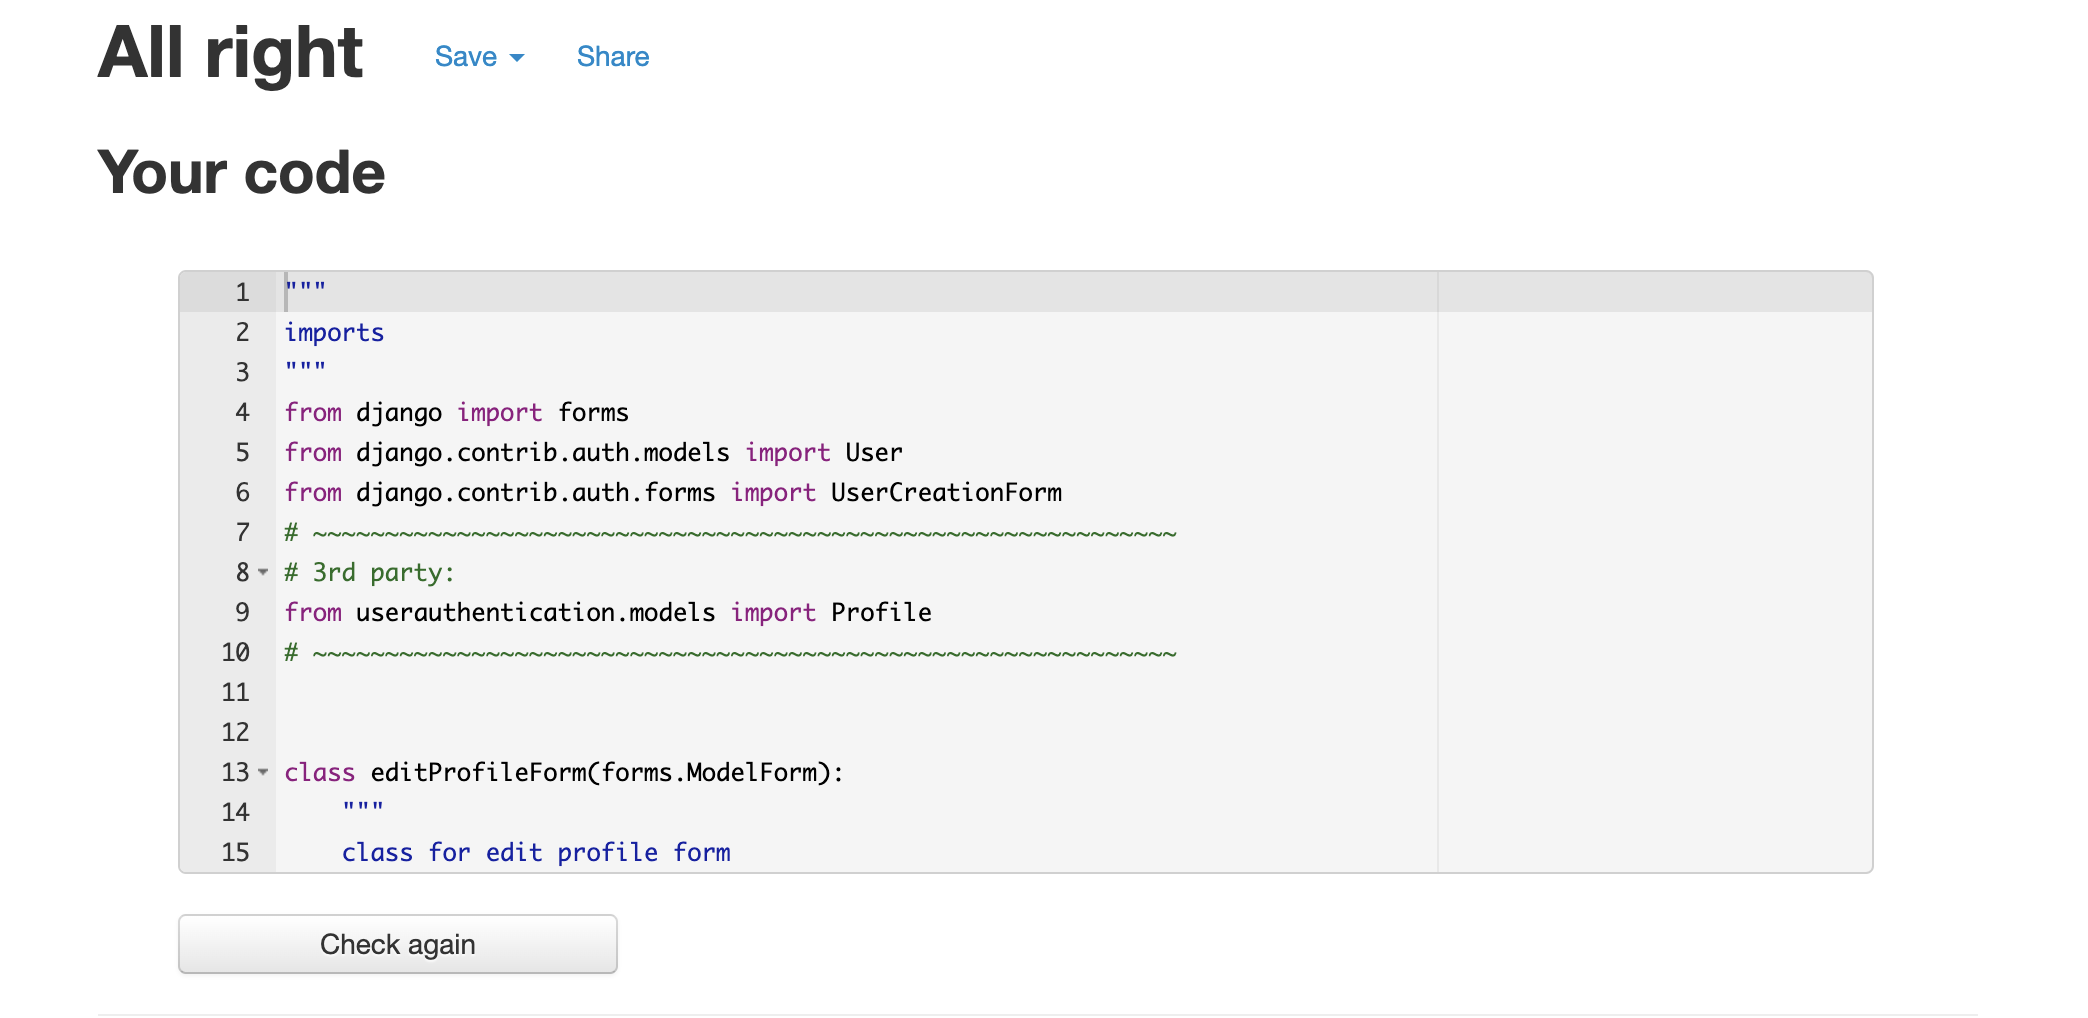 All right
Save
Share
Your code
1 """
2 imports
3 """
4 from django import forms
5 from django.contrib.auth.models import User
6 from django.contrib.auth.forms import UserCreationForm
7 # ~~~~~~~~~~~~~~~~~~~~~~~~~~~~~~~~~~~~~~~~~~~~~~~~~~~~~~~~~~~~
8 # 3rd party:
9 from userauthentication.models import Profile
10 # ~~~~~~~~~~~~~~~~~~~~~~~~~~~~~~~~~~~~~~~~~~~~~~~~~~~~~~~~~~~~
11
12
13 class editProfileForm(forms.ModelForm):
14     """
15     class for edit profile form
Check again